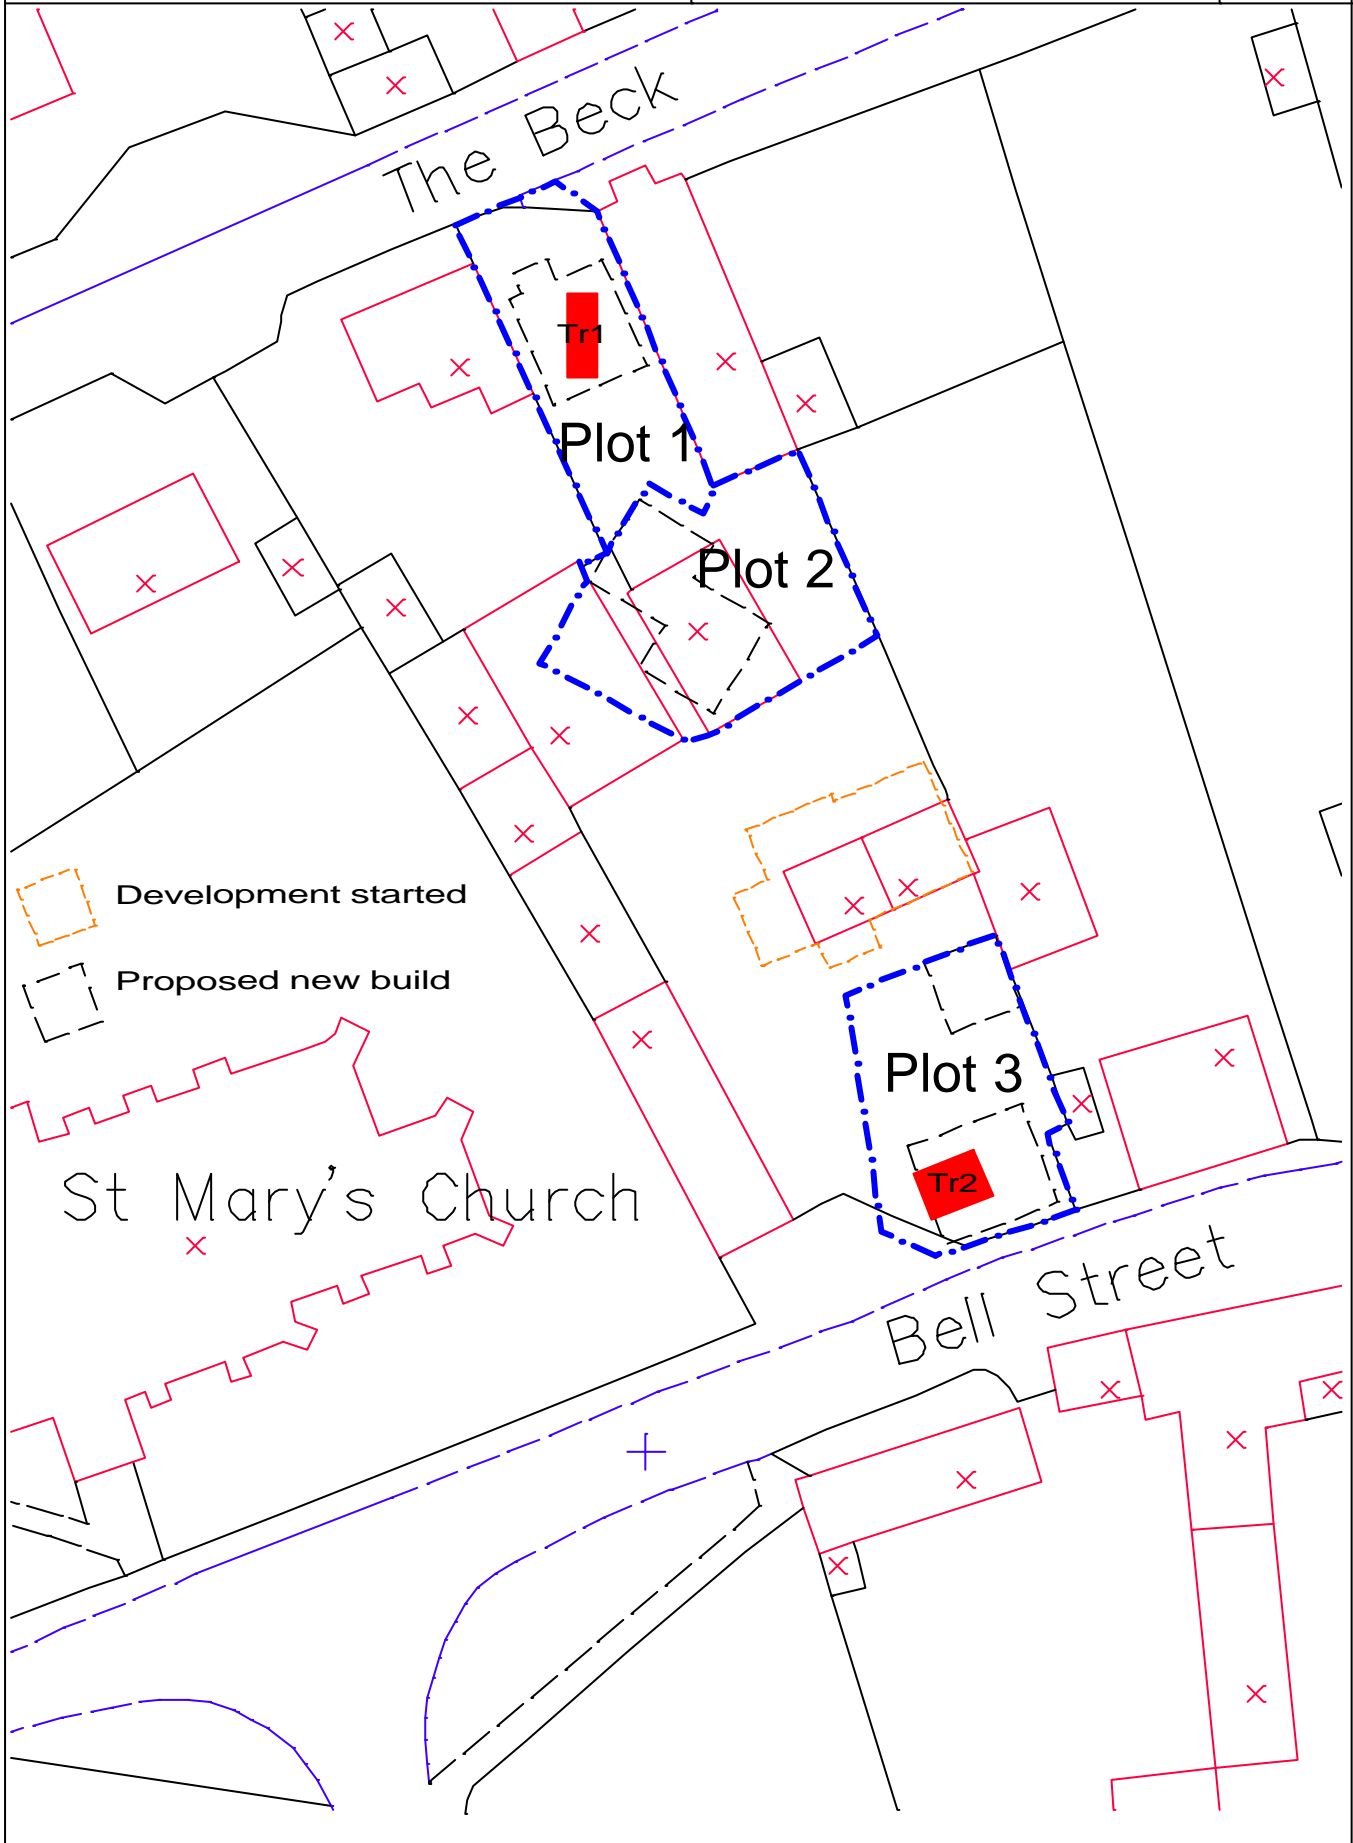 The Beck
Tr1
Plot 1
Plot 2
Development started
Proposed new build
Plot 3
St Mary's Church
Tr2
Bell Street